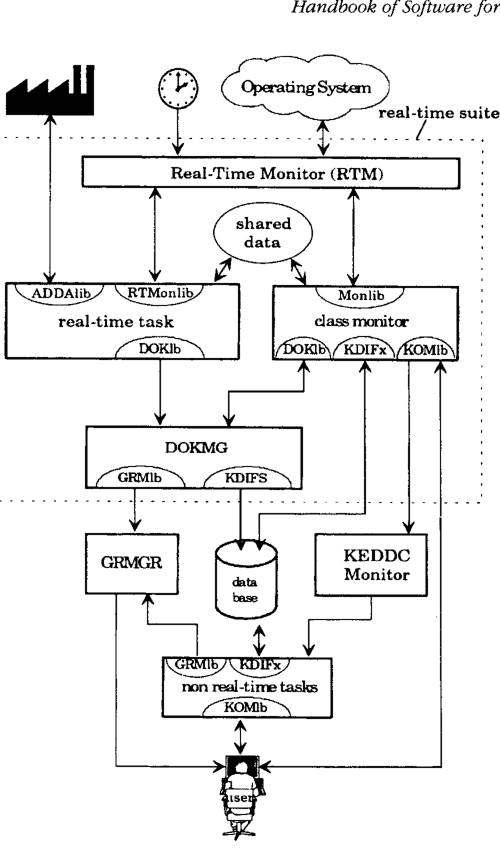 Handbook of Software for
Operating System
real-time suite
Real-Time Monitor (RTM)
shared
data
ADDAlib
RTMonlib
real-time task
DOKlb
Monlib
class monitor
DOKlb
KDIFx
KOMlb
DOKMG
GRMlb
KDIFS
GRMGR
data
base
KEDDC
Monitor
GRMlb
KDIFx
non real-time tasks
KOMlb
user